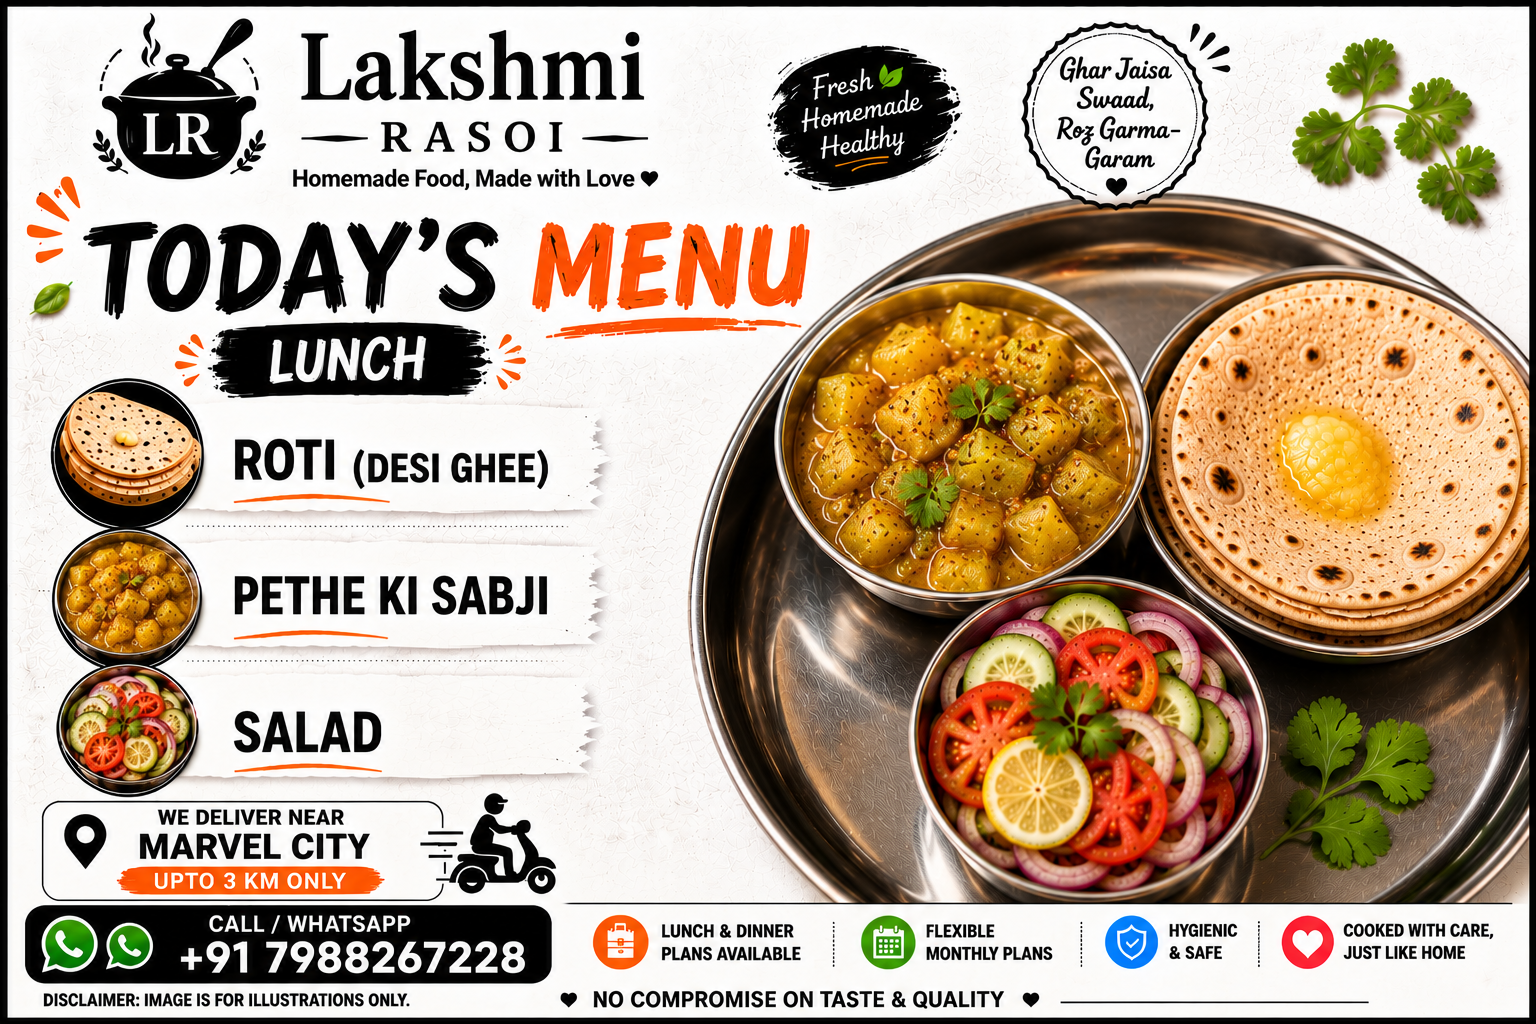 LR
Lakshmi
RASOI
Homemade Food, Made with Love
Fresh
Homemade
Healthy
Ghar Jaisa
Swaad,
Roz Garma-
Garam
TODAY'S MENU
LUNCH
ROTI (DESI GHEE)
PETHE KI SABJI
SALAD
WE DELIVER NEAR
MARVEL CITY
UPTO 3 KM ONLY
CALL / WHATSAPP
+91 7988267228
DISCLAIMER: IMAGE IS FOR ILLUSTRATIONS ONLY.
LUNCH & DINNER
PLANS AVAILABLE
FLEXIBLE
MONTHLY PLANS
HYGIENIC
& SAFE
COOKED WITH CARE,
JUST LIKE HOME
NO COMPROMISE ON TASTE & QUALITY